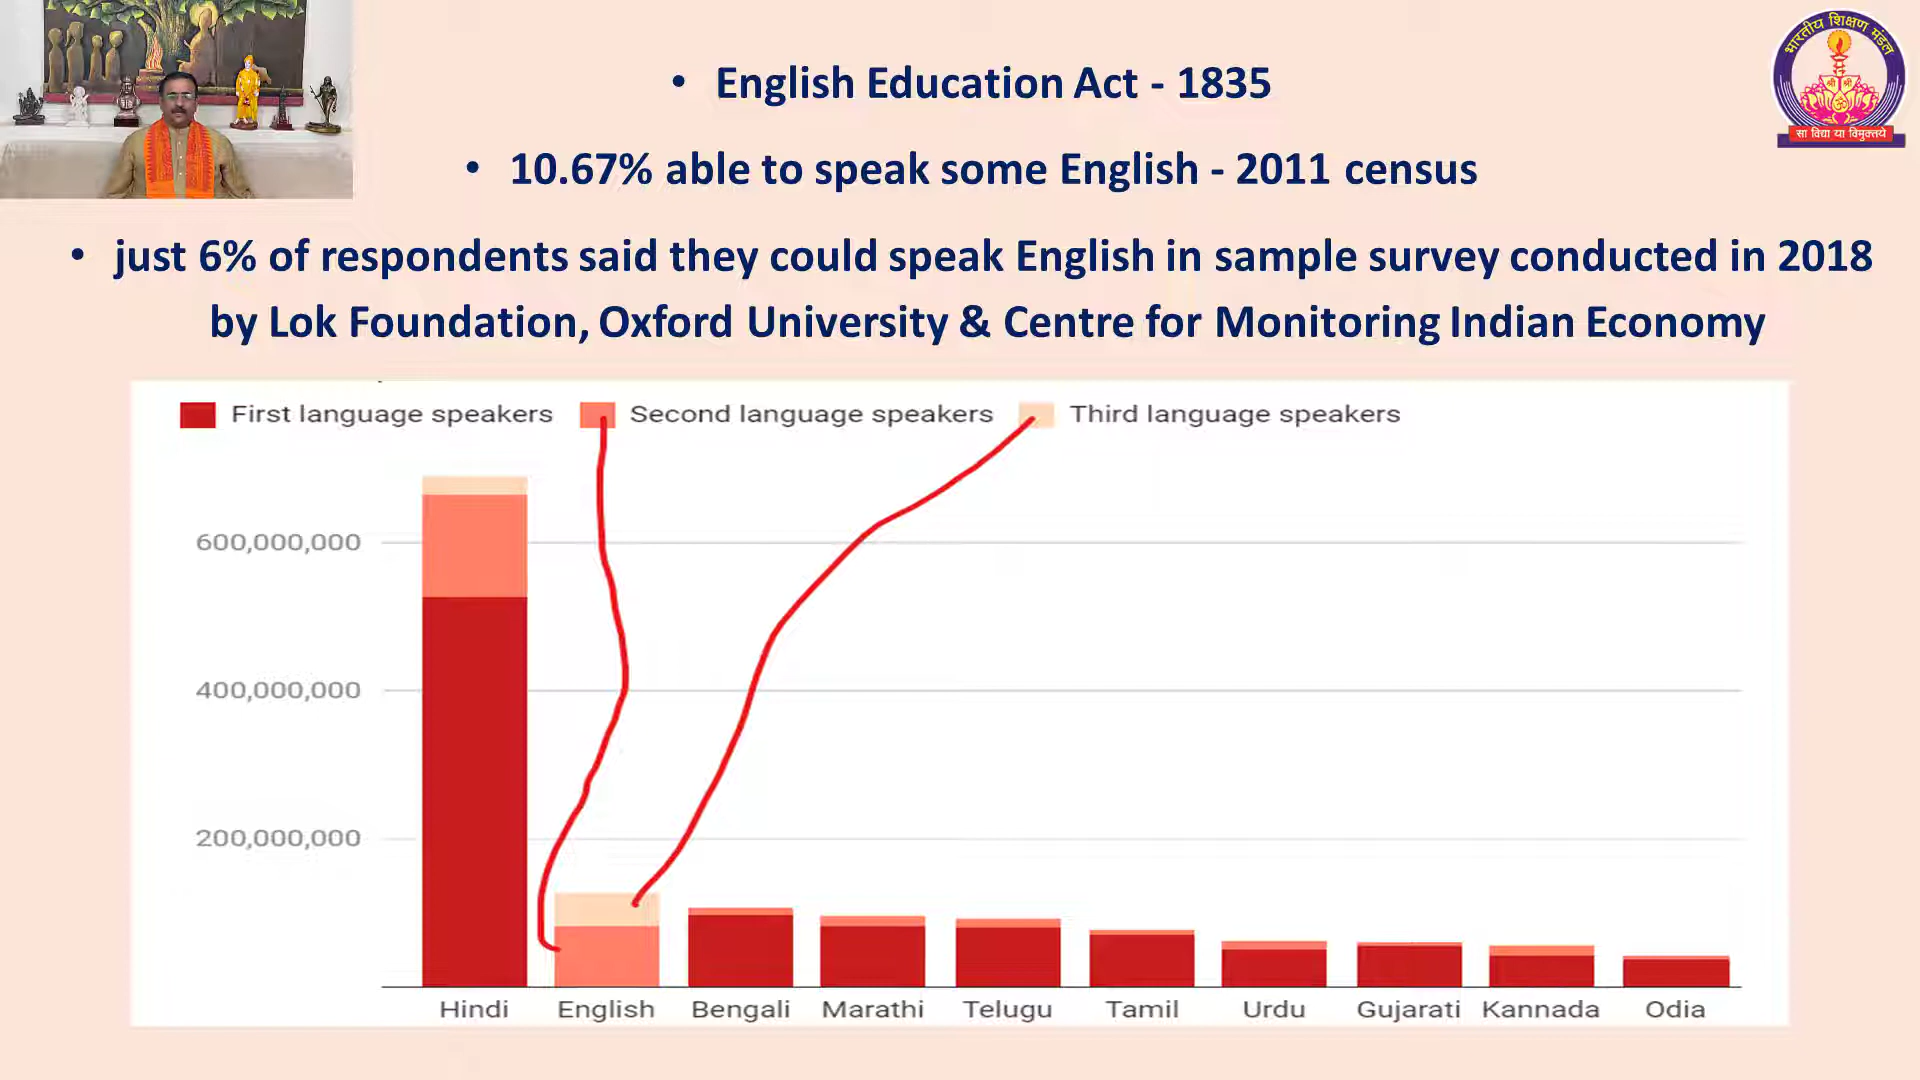 भारतीय शिक्षण मंडल
श्री श्री
ॐ
सा विद्या या विमुक्तये
• English Education Act - 1835
• 10.67% able to speak some English - 2011 census
• just 6% of respondents said they could speak English in sample survey conducted in 2018
by Lok Foundation, Oxford University & Centre for Monitoring Indian Economy
First language speakers Second language speakers Third language speakers
600,000,000
400,000,000
200,000,000
Hindi English Bengali Marathi Telugu Tamil Urdu Gujarati Kannada Odia